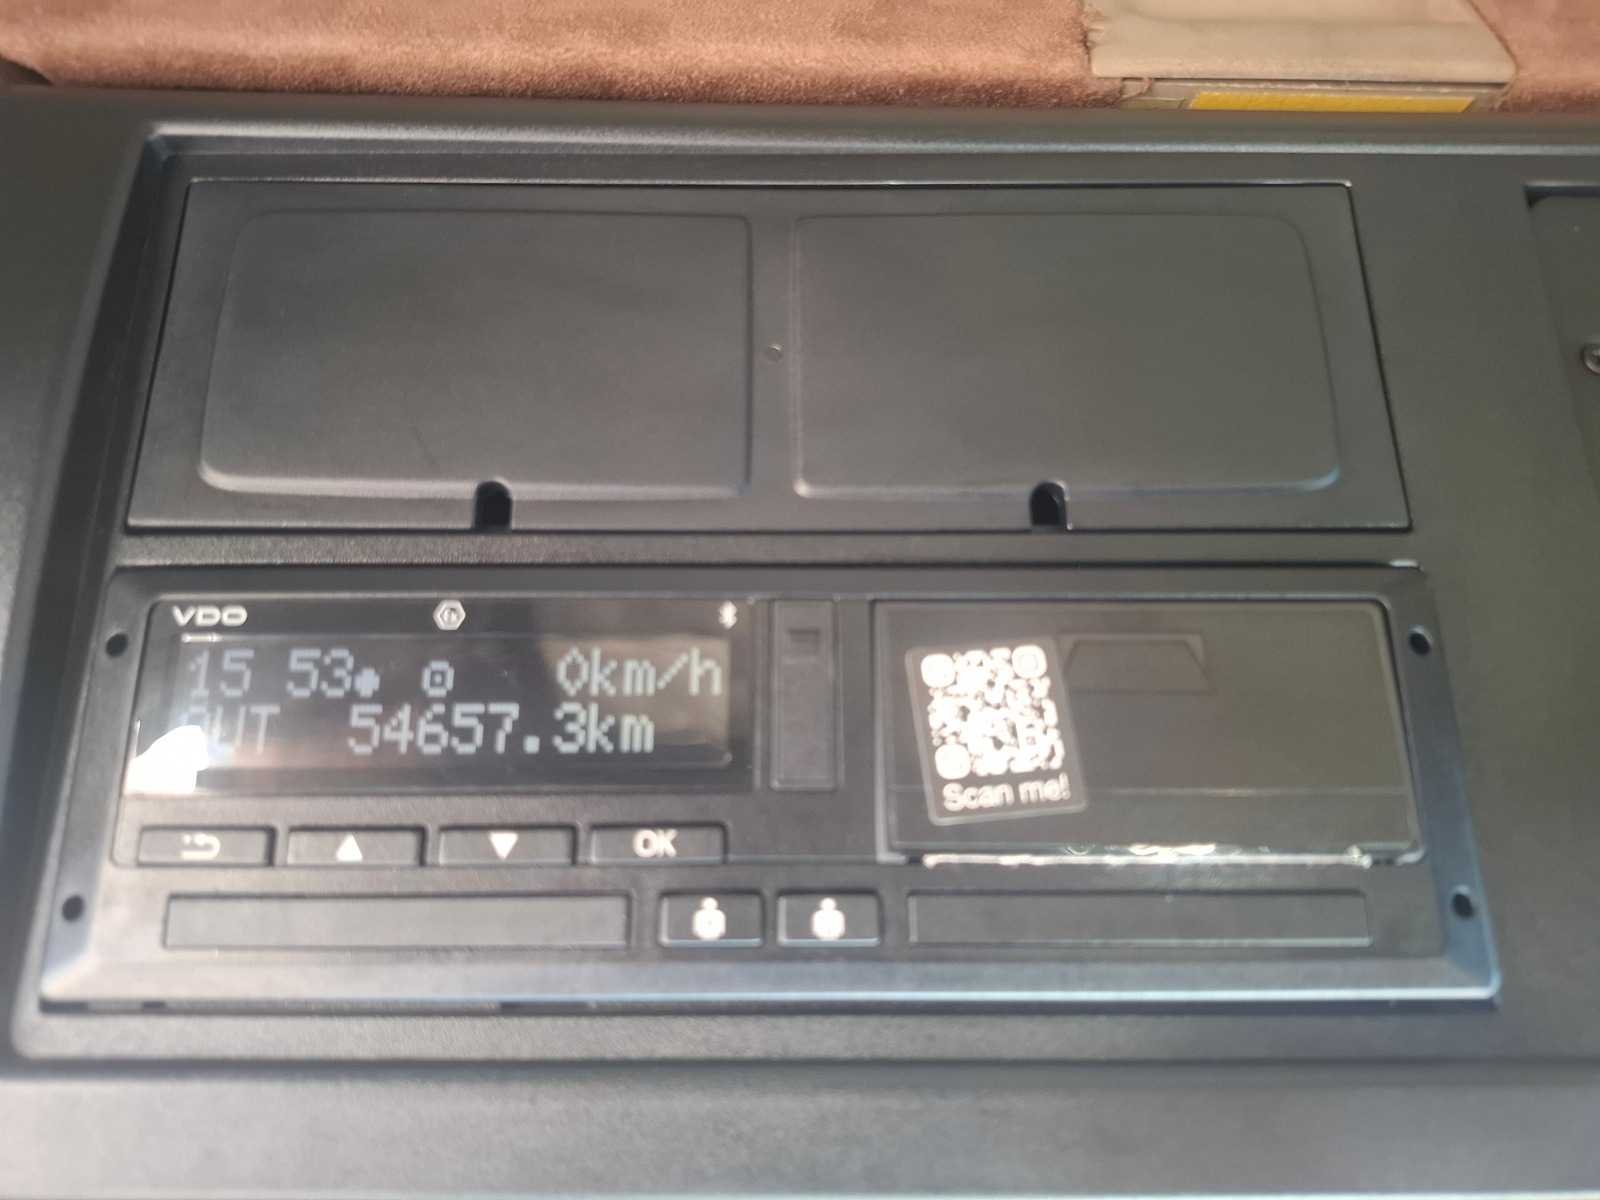 VDO
15 53 0km/h
OUT 54657.3km
Scan me!
OK